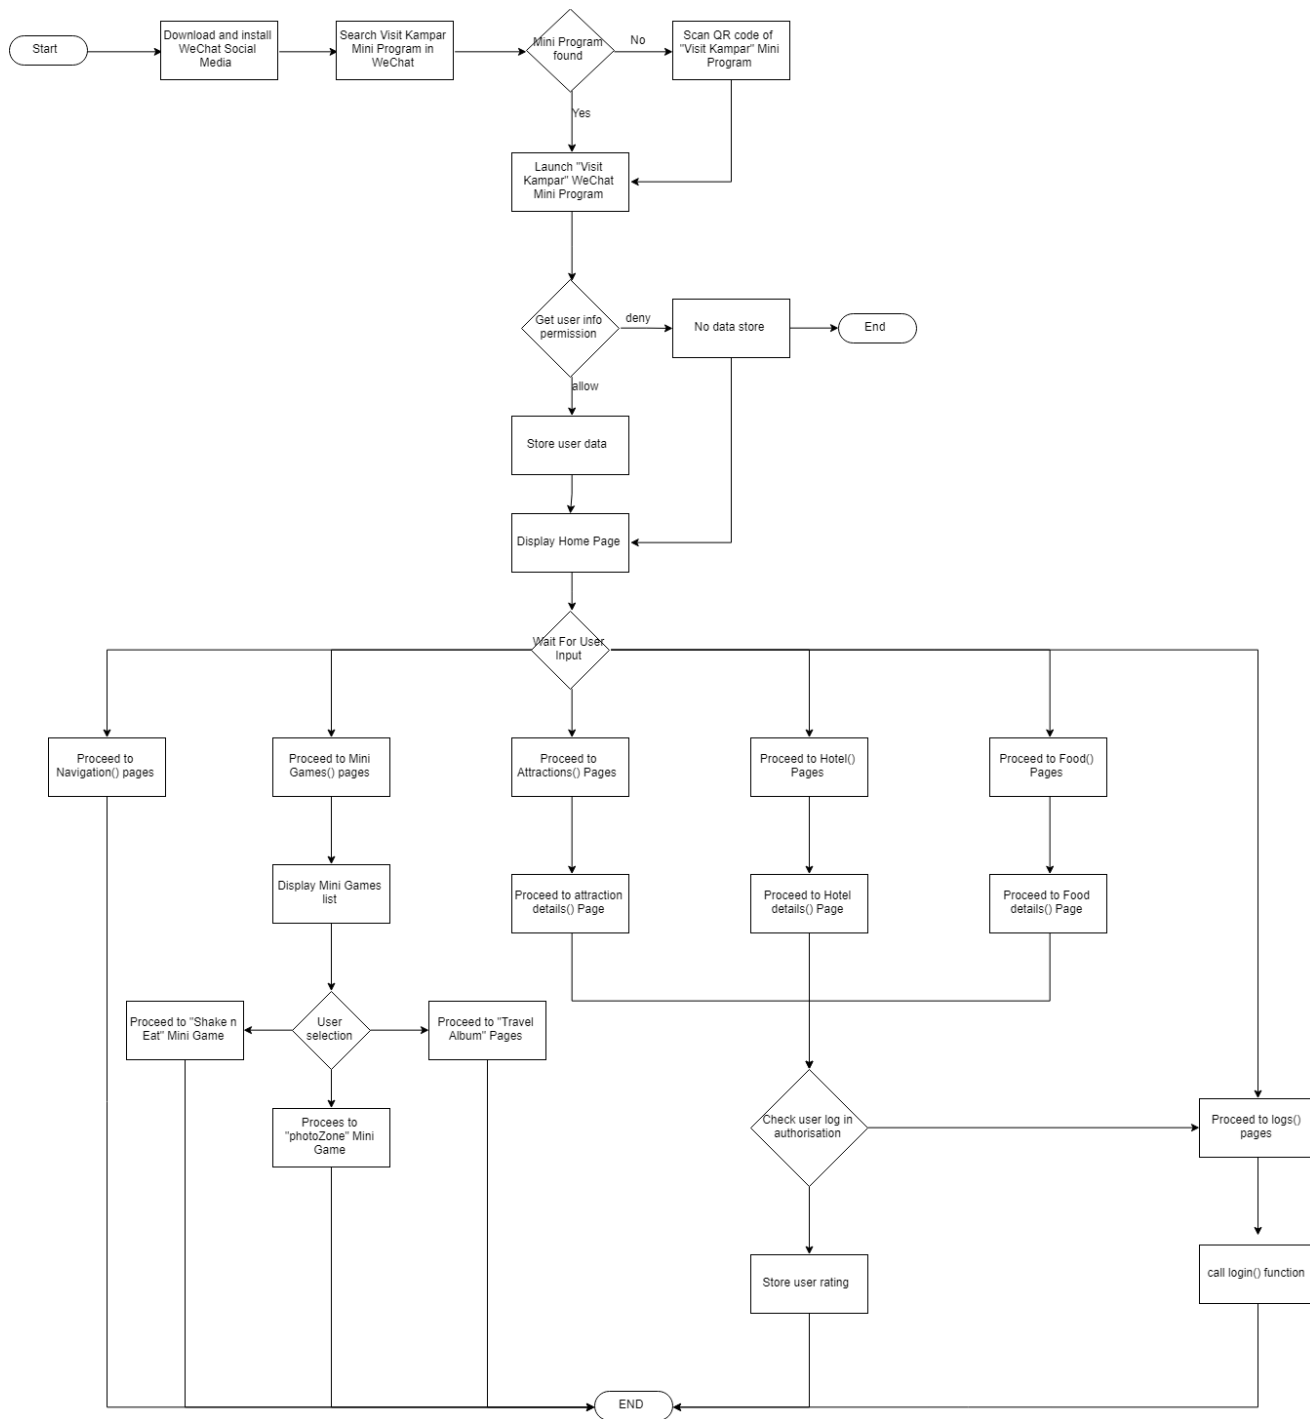 Start
Download and install
WeChat Social
Media
Search Visit Kampar
Mini Program in
WeChat
Mini Program
found
No
Scan QR code of
"Visit Kampar" Mini
Program
Yes
Launch "Visit
Kampar" WeChat
Mini Program
Get user info
permission
deny
No data store
End
allow
Store user data
Display Home Page
Wait For User
Input
Proceed to
Navigation() pages
Proceed to Mini
Games() pages
Proceed to
Attractions() Pages
Proceed to Hotel()
Pages
Proceed to Food()
Pages
Display Mini Games
list
Proceed to attraction
details() Page
Proceed to Hotel
details() Page
Proceed to Food
details() Page
Proceed to "Shake n
Eat" Mini Game
User
selection
Proceed to "Travel
Album" Pages
Procees to
"photoZone" Mini
Game
Check user log in
authorisation
Proceed to logs()
pages
Store user rating
call login() function
END